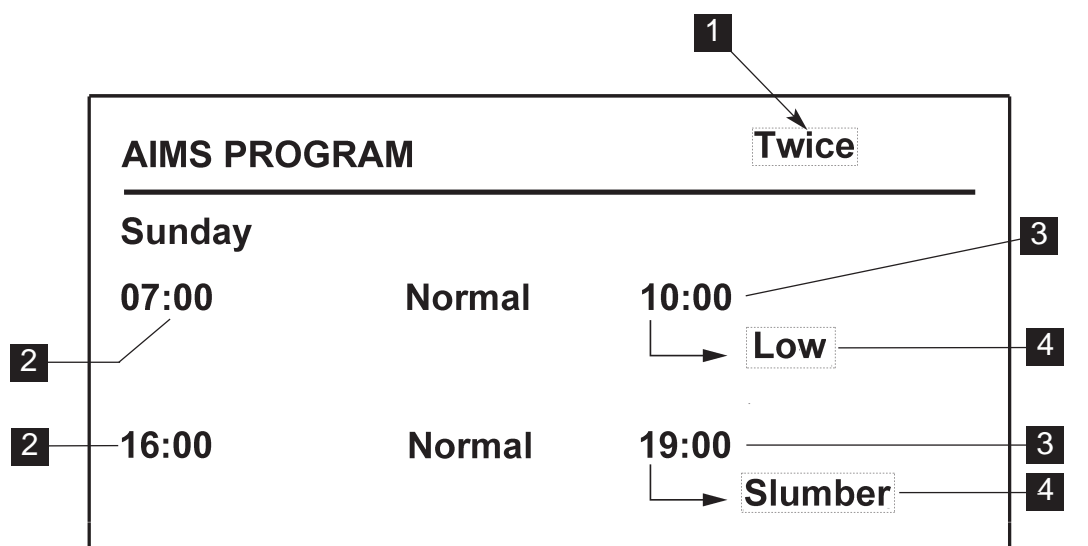 1
AIMS PROGRAM Twice
Sunday
07:00 Normal 10:00 3
2 Low 4
2 16:00 Normal 19:00 3
Slumber 4